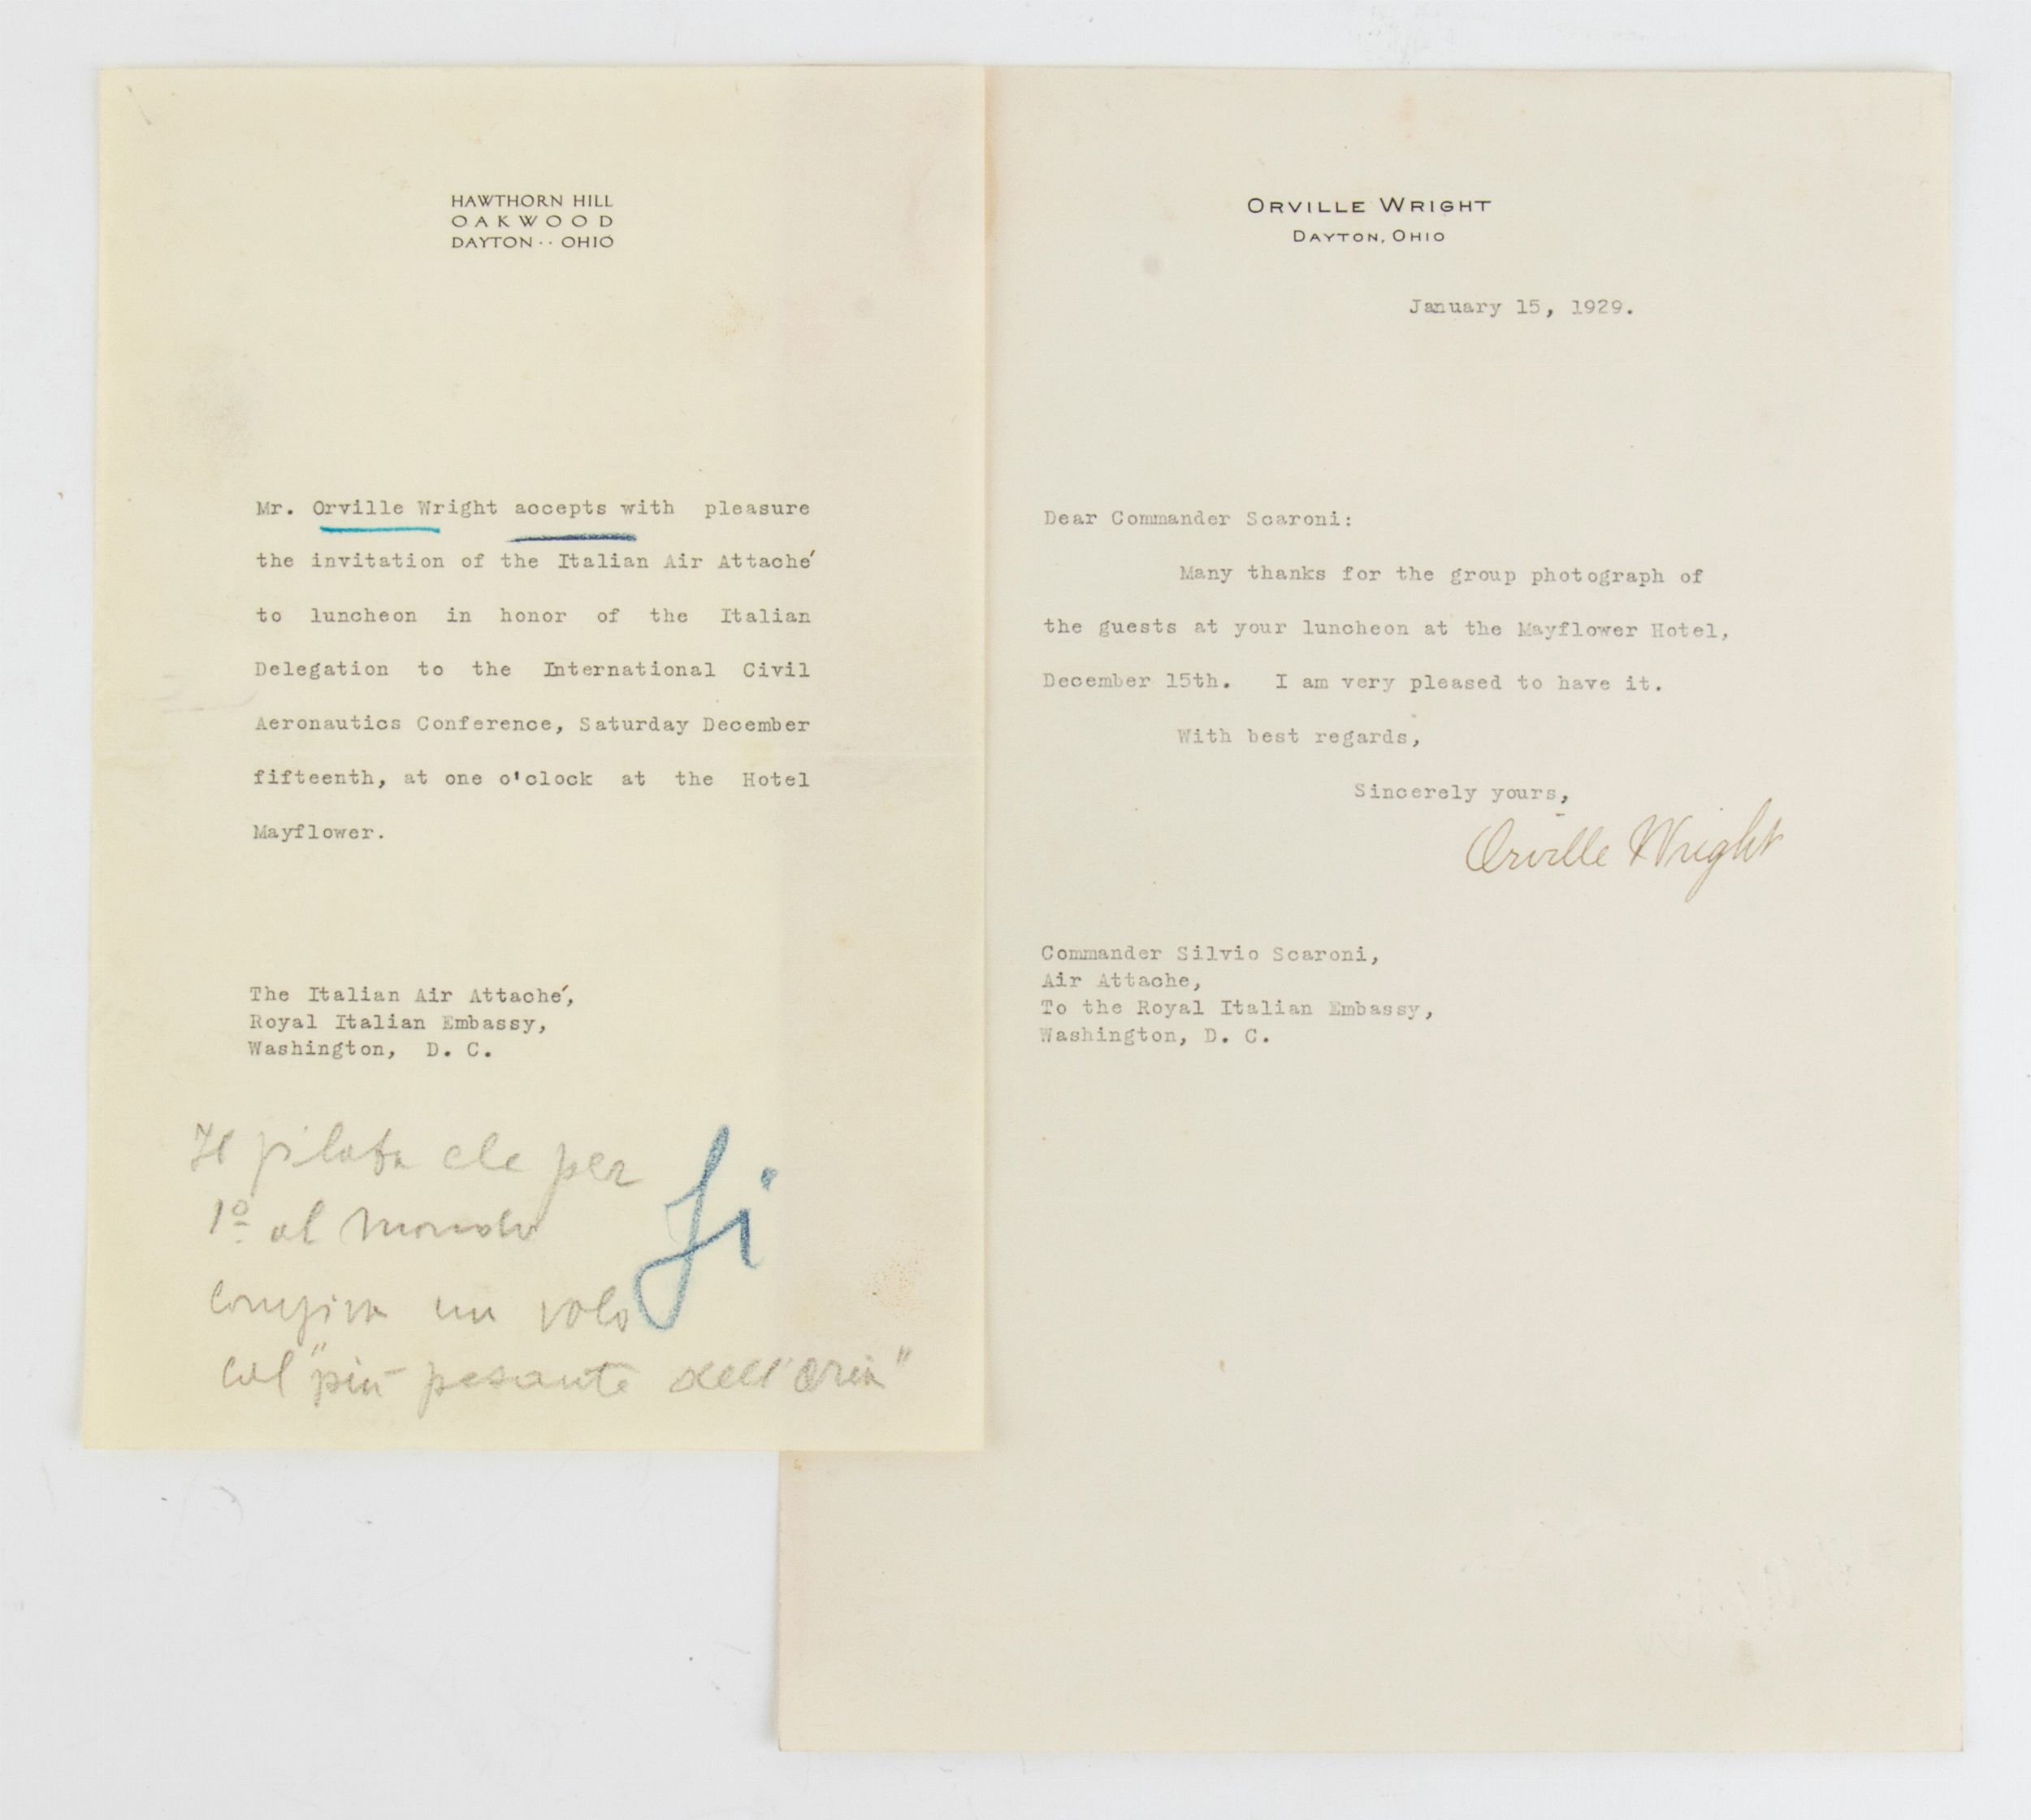 HAWTHORN HILL
OAKWOOD
DAYTON ·· OHIO
Mr. Orville Wright accepts with pleasure
the invitation of the Italian Air Attaché
to luncheon in honor of the Italian
Delegation to the International Civil
Aeronautics Conference, Saturday December
fifteenth, at one o'clock at the Hotel
Mayflower.
The Italian Air Attaché,
Royal Italian Embassy,
Washington, D. C.
Il pilota che per
1º al mondo
compiva un volo
col "più pesante dell'aria"
Si
ORVILLE WRIGHT
DAYTON, OHIO
January 15, 1929.
Dear Commander Scaroni:
Many thanks for the group photograph of
the guests at your luncheon at the Mayflower Hotel,
December 15th. I am very pleased to have it.
With best regards,
Sincerely yours,
Orville Wright
Commander Silvio Scaroni,
Air Attache,
To the Royal Italian Embassy,
Washington, D. C.